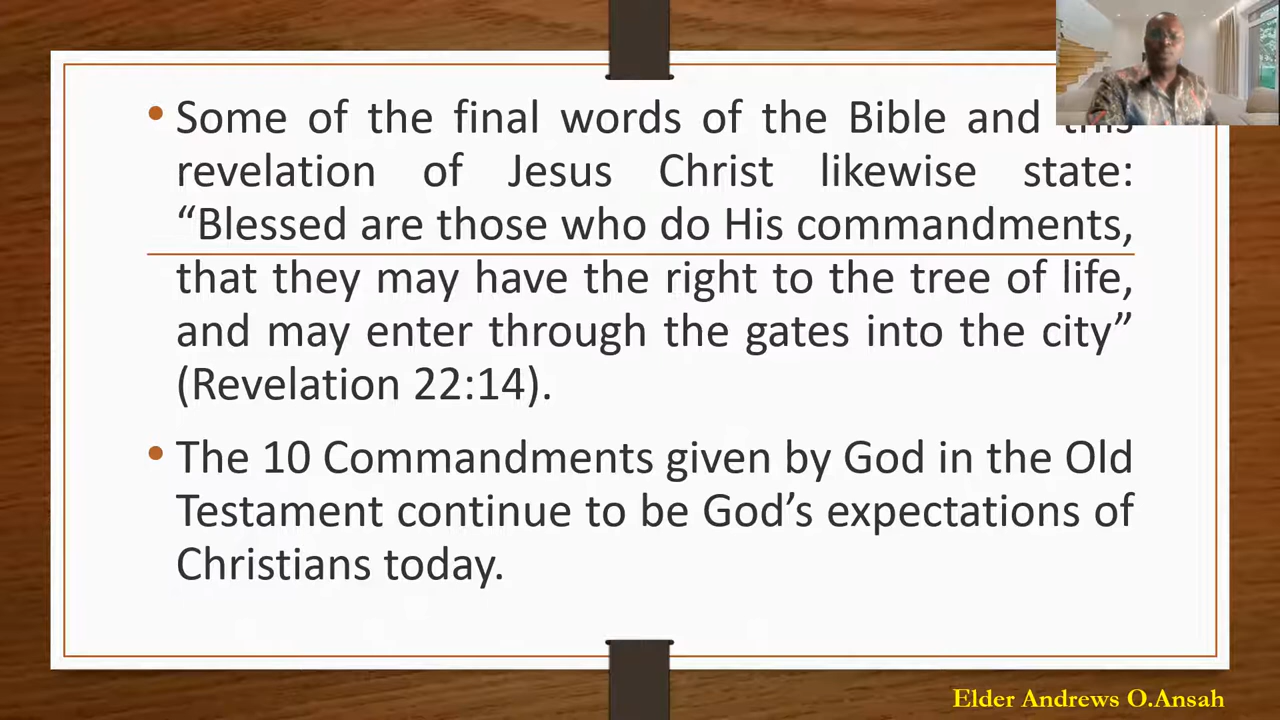 • Some of the final words of the Bible and this
revelation of Jesus Christ likewise state:
“Blessed are those who do His commandments,
that they may have the right to the tree of life,
and may enter through the gates into the city”
(Revelation 22:14).
• The 10 Commandments given by God in the Old
Testament continue to be God’s expectations of
Christians today.
Elder Andrews O.Ansah